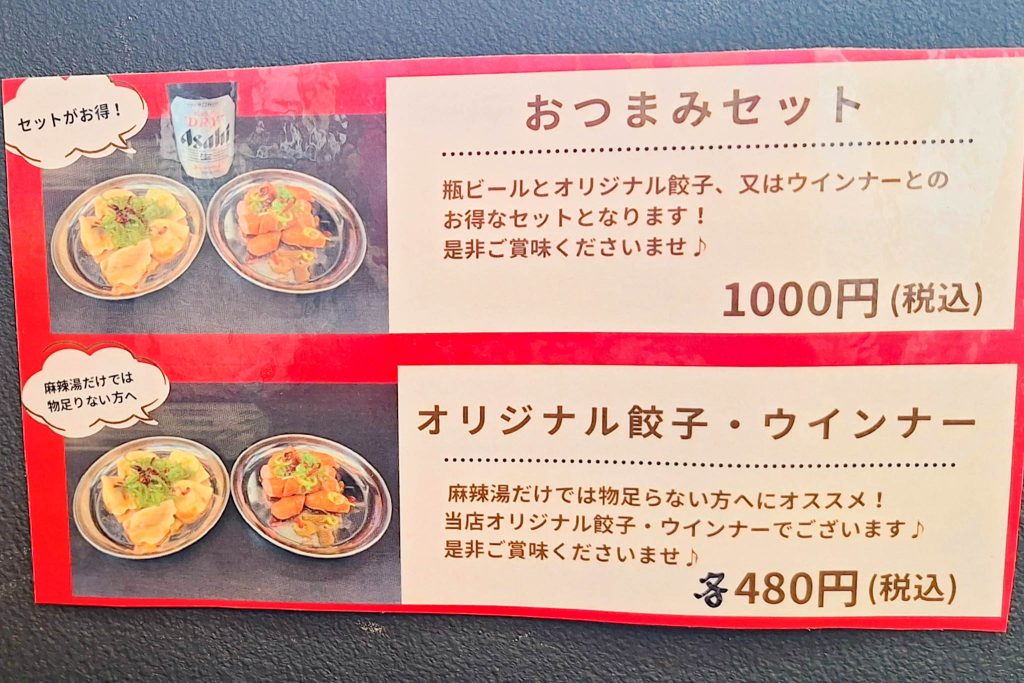 セットがお得！
DRY
Asahi
おつまみセット
瓶ビールとオリジナル餃子、又はウインナーとの
お得なセットとなります！
是非ご賞味くださいませ♪
1000円(税込)
麻辣湯だけでは
物足りない方へ
オリジナル餃子・ウインナー
麻辣湯だけでは物足らない方へにオススメ！
当店オリジナル餃子・ウインナーでございます♪
是非ご賞味くださいませ♪
各480円(税込)